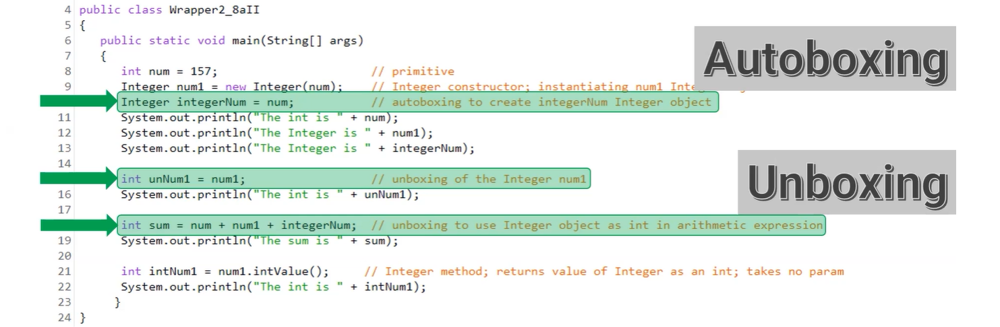 4 public class Wrapper2_8aII
5 {
6 public static void main(String[] args)
7 {
8 int num = 157; // primitive
9 Integer num1 = new Integer(num); // Integer constructor; instantiating num1
Integer integerNum = num; // autoboxing to create integerNum Integer object
11 System.out.println("The int is " + num);
12 System.out.println("The Integer is " + num1);
13 System.out.println("The Integer is " + integerNum);
14
int unNum1 = num1; // unboxing of the Integer num1
16 System.out.println("The int is " + unNum1);
17
int sum = num + num1 + integerNum; // unboxing to use Integer object as int in arithmetic expression
19 System.out.println("The sum is " + sum);
20
21 int intNum1 = num1.intValue(); // Integer method; returns value of Integer as an int; takes no param
22 System.out.println("The int is " + intNum1);
23 }
24 }
Autoboxing
Unboxing